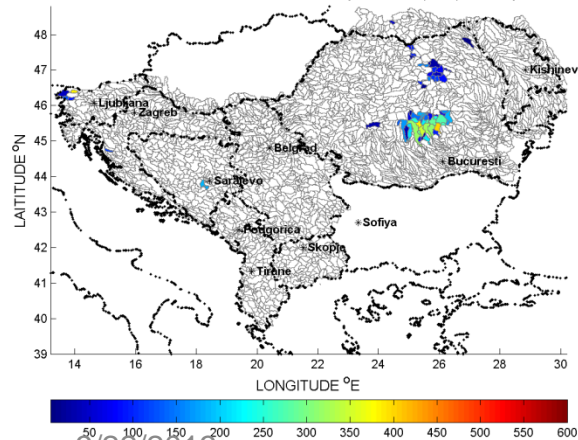 48
47
46
45
44
43
42
41
40
39
LAITITUDE °N
Kishinev
Ljubljana
Zagreb
Belgrad
Bucuresti
Sarajevo
Sofiya
Podgorica
Skopje
Tirane
14 16 18 20 22 24 26 28 30
LONGITUDE °E
50 100 150 200 250 300 350 400 450 500 550 600